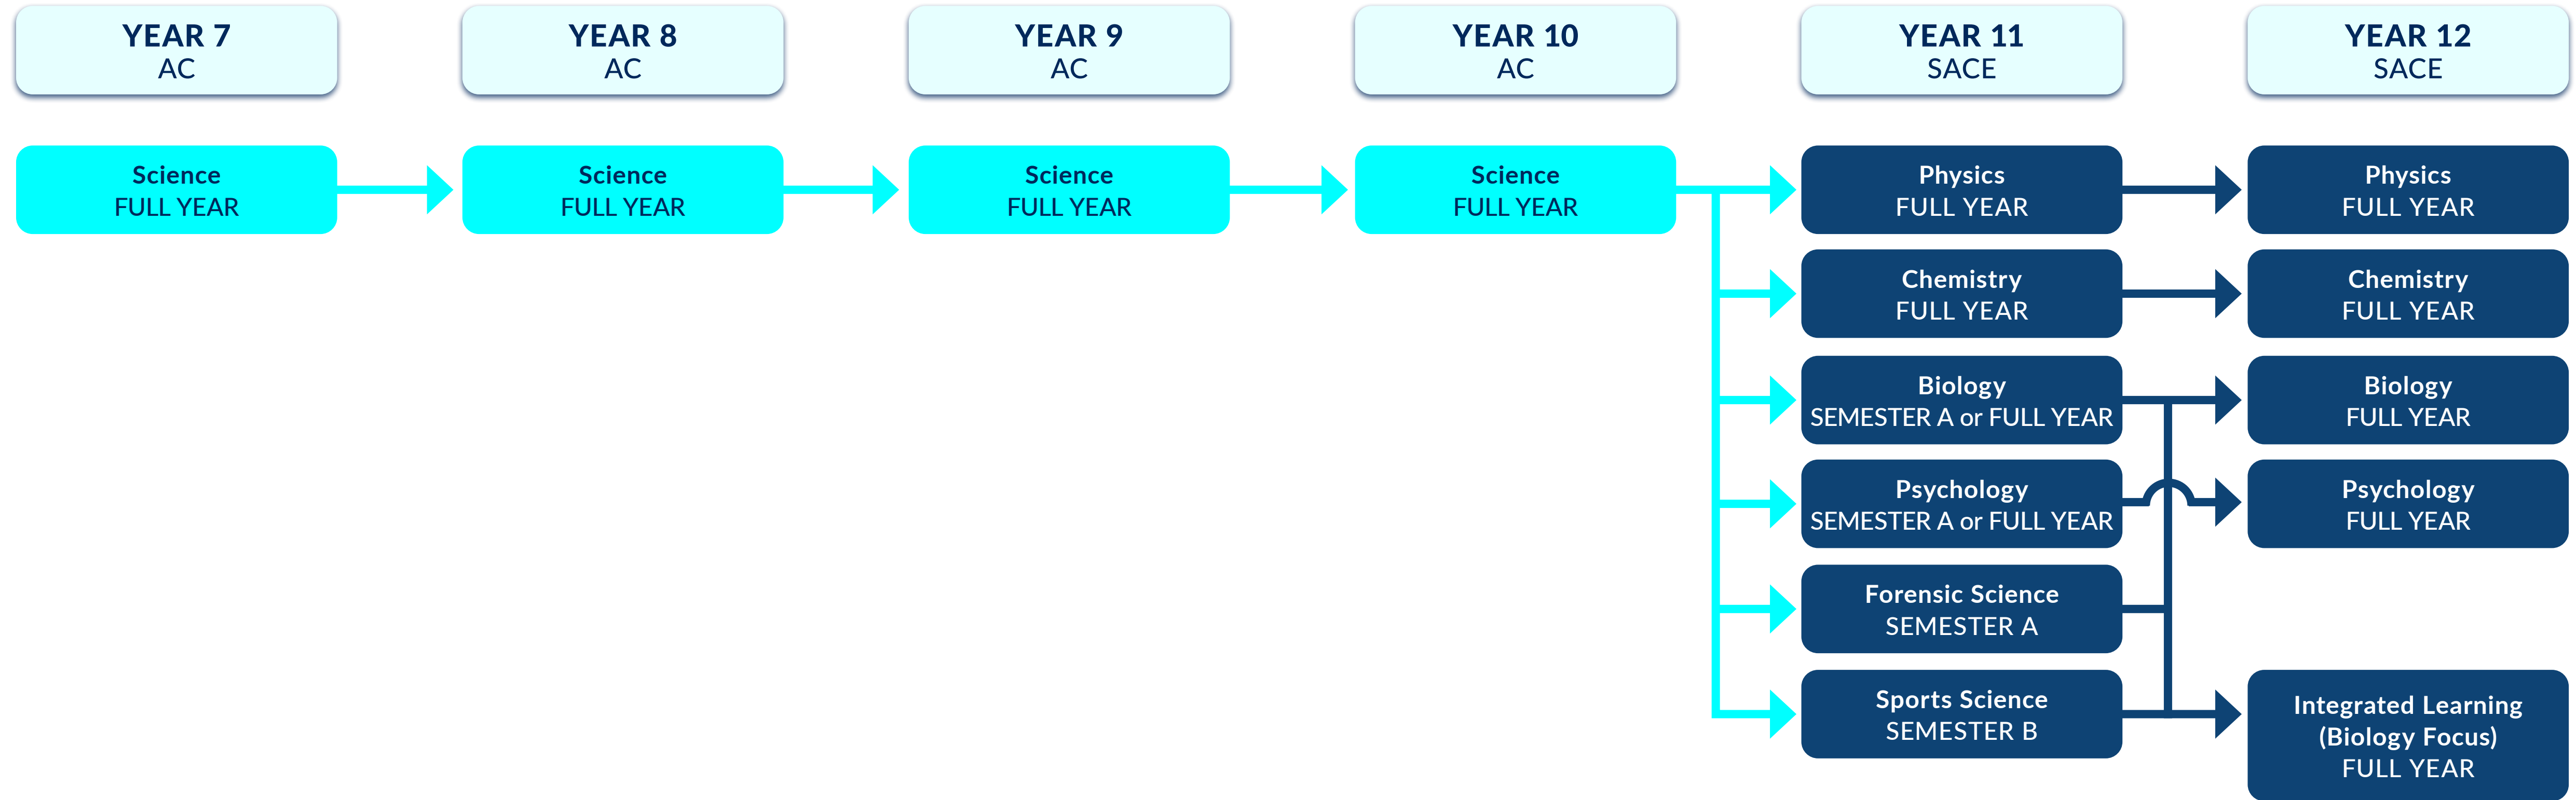 YEAR 7
AC
YEAR 8
AC
YEAR 9
AC
YEAR 10
AC
YEAR 11
SACE
YEAR 12
SACE
Science
FULL YEAR
Science
FULL YEAR
Science
FULL YEAR
Science
FULL YEAR
Physics
FULL YEAR
Physics
FULL YEAR
Chemistry
FULL YEAR
Chemistry
FULL YEAR
Biology
SEMESTER A or FULL YEAR
Biology
FULL YEAR
Psychology
SEMESTER A or FULL YEAR
Psychology
FULL YEAR
Forensic Science
SEMESTER A
Sports Science
SEMESTER B
Integrated Learning
(Biology Focus)
FULL YEAR